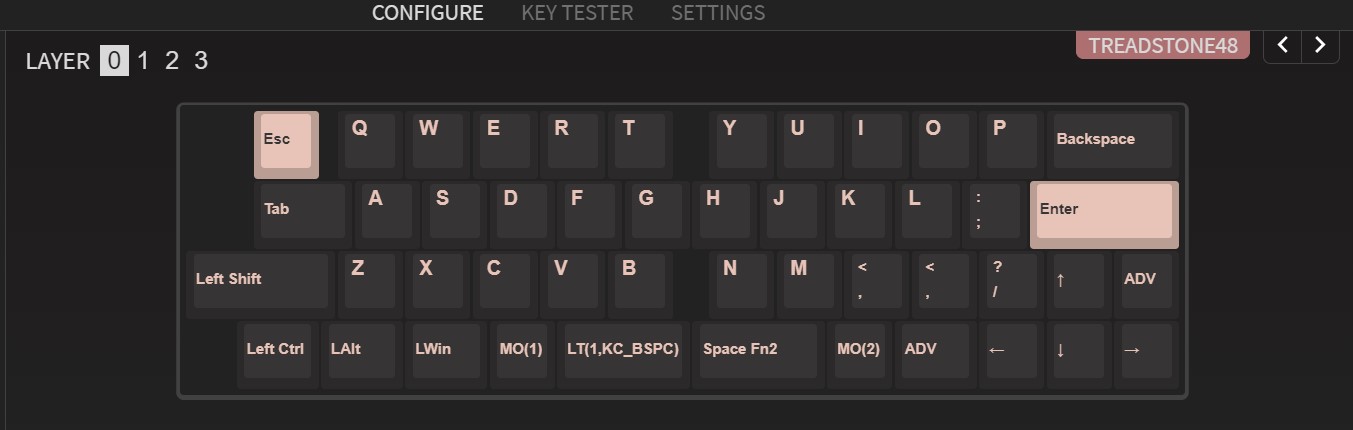 CONFIGURE KEY TESTER SETTINGS
LAYER 0 1 2 3 TREADSTONE48 < >
Esc Q W E R T Y U I O P Backspace
Tab A S D F G H J K L : ; Enter
Left Shift Z X C V B N M < , < , ? / ↑ ADV
Left Ctrl LAlt LWin MO(1) LT(1,KC_BSPC) Space Fn2 MO(2) ADV ← ↓ →